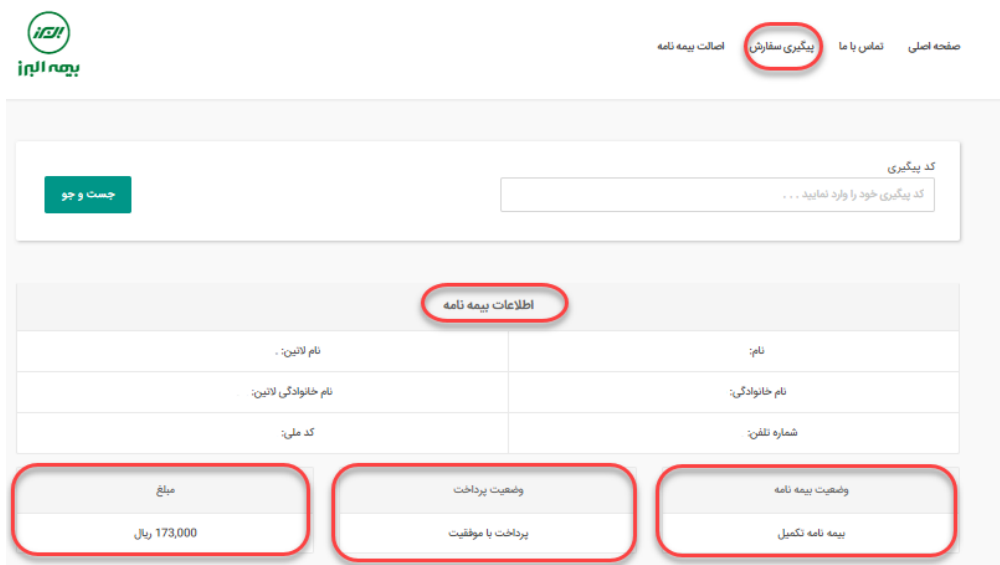 صفحه اصلی تماس با ما پیگیری سفارش اصالت بیمه نامه
البرز
بیمه البرز
کد پیگیری
کد پیگیری خود را وارد نمایید . . .
جست و جو
اطلاعات بیمه نامه
نام: نام لاتین: .
نام خانوادگی: نام خانوادگی لاتین:
شماره تلفن: کد ملی:
وضعیت بیمه نامه وضعیت پرداخت مبلغ
بیمه نامه تکمیل پرداخت با موفقیت 173,000 ریال